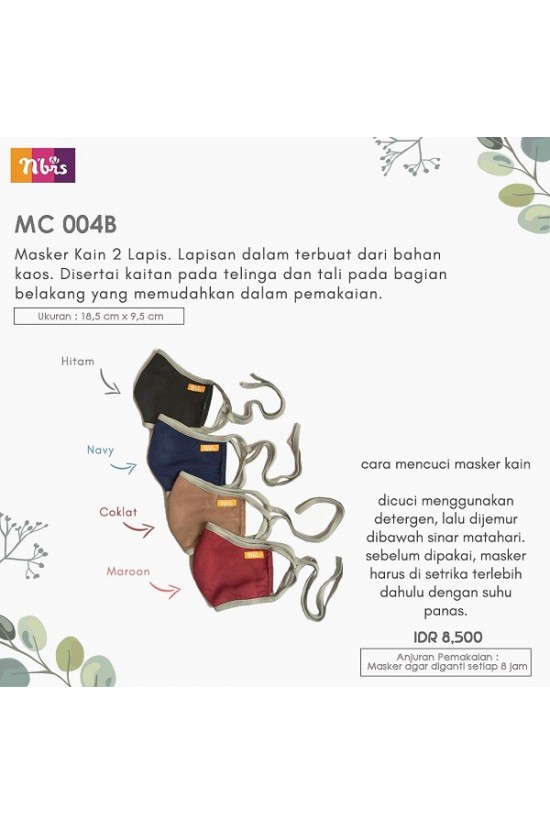 Nbrs
MC 004B
Masker Kain 2 Lapis. Lapisan dalam terbuat dari bahan
kaos. Disertai kaitan pada telinga dan tali pada bagian
belakang yang memudahkan dalam pemakaian.
Ukuran : 18,5 cm x 9,5 cm
Hitam
Navy
Coklat
Maroon
cara mencuci masker kain
dicuci menggunakan
detergen, lalu dijemur
dibawah sinar matahari.
sebelum dipakai, masker
harus di setrika terlebih
dahulu dengan suhu
panas.
IDR 8,500
Anjuran Pemakaian :
Masker agar diganti setiap 8 jam